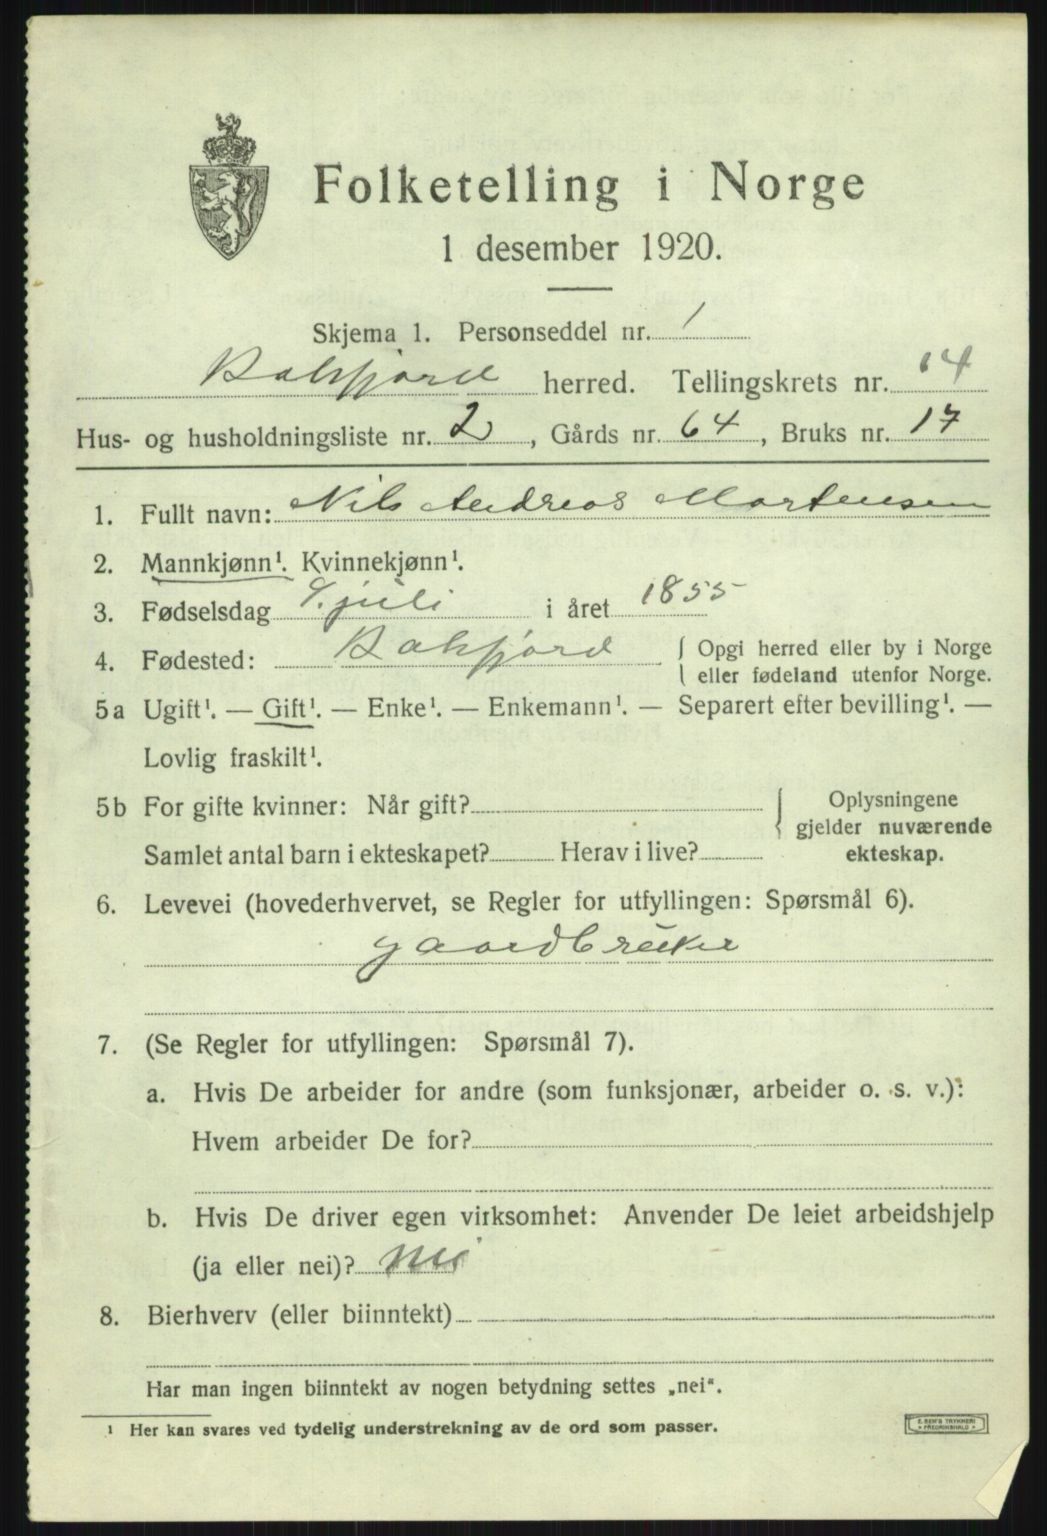 Folketelling i Norge
1 desember 1920.
Skjema 1. Personseddel nr. 1
Balsfjord herred. Tellingskrets nr. 14
Hus- og husholdningsliste nr. 2, Gårds nr. 64, Bruks nr. 17
1. Fullt navn: Nils Andreas Mortensen
2. Mannkjønn¹. Kvinnekjønn¹.
3. Fødselsdag juli i året 1855
4. Fødested: Balsfjord { Opgi herred eller by i Norge
eller fødeland utenfor Norge.
5a Ugift¹. — Gift¹. — Enke¹. — Enkemann¹. — Separert efter bevilling¹. —
Lovlig fraskilt¹.
5b For gifte kvinner: Når gift? { Oplysningene
gjelder nuværende
Samlet antal barn i ekteskapet? Herav i live? ekteskap.
6. Levevei (hovederhvervet, se Regler for utfyllingen: Spørsmål 6).
gaardbruker
7. (Se Regler for utfyllingen: Spørsmål 7).
a. Hvis De arbeider for andre (som funksjonær, arbeider o. s. v.):
Hvem arbeider De for?
b. Hvis De driver egen virksomhet: Anvender De leiet arbeidshjelp
(ja eller nei)? nei
8. Bierhverv (eller biinntekt)
Har man ingen biinntekt av nogen betydning settes „nei“.
¹ Her kan svares ved tydelig understrekning av de ord som passer.
E. SEM'S TRYKKERI
FREDRIKSHALD